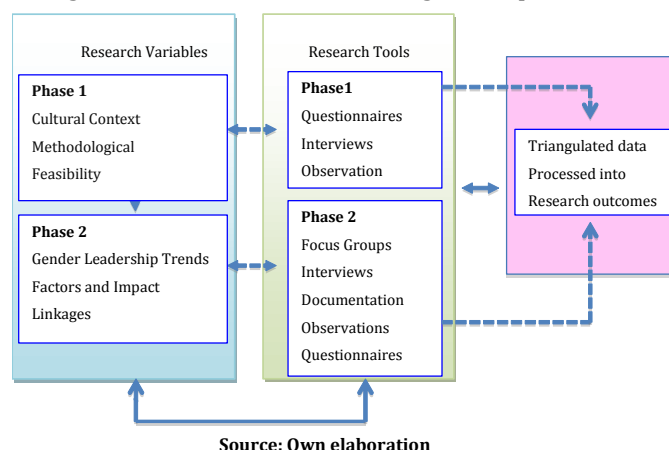 Research Variables
Phase 1
Cultural Context
Methodological
Feasibility
Phase 2
Gender Leadership Trends
Factors and Impact
Linkages
Research Tools
Phase1
Questionnaires
Interviews
Observation
Phase 2
Focus Groups
Interviews
Documentation
Observations
Questionnaires
Triangulated data
Processed into
Research outcomes
Source: Own elaboration